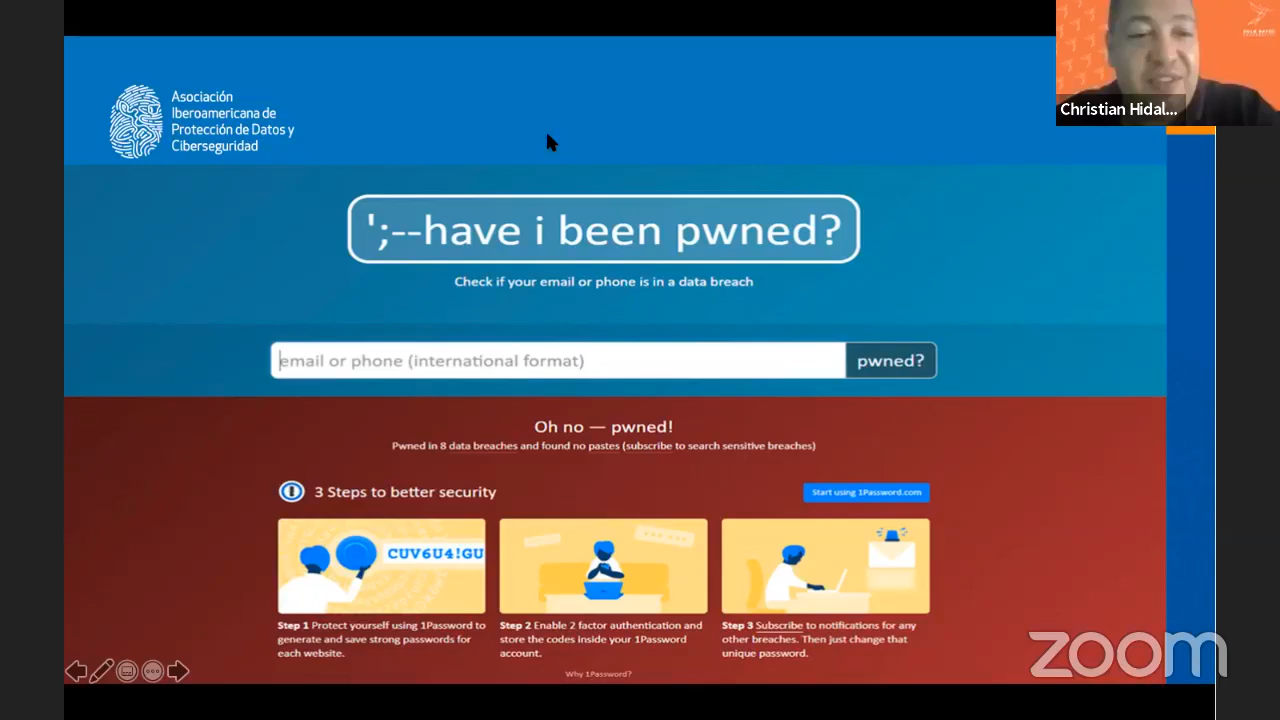 Christian Hidal...
Asociación
Iberoamericana de
Protección de Datos y
Ciberseguridad
';--have i been pwned?
Check if your email or phone is in a data breach
email or phone (international format)
pwned?
Oh no — pwned!
Pwned in 8 data breaches and found no pastes (subscribe to search sensitive breaches)
3 Steps to better security
Start using 1Password.com
CUV6U4!GU
Step 1 Protect yourself using 1Password to
generate and save strong passwords for
each website.
Step 2 Enable 2 factor authentication and
store the codes inside your 1Password
account.
Step 3 Subscribe to notifications for any
other breaches. Then just change that
unique password.
Why 1Password?
zoom